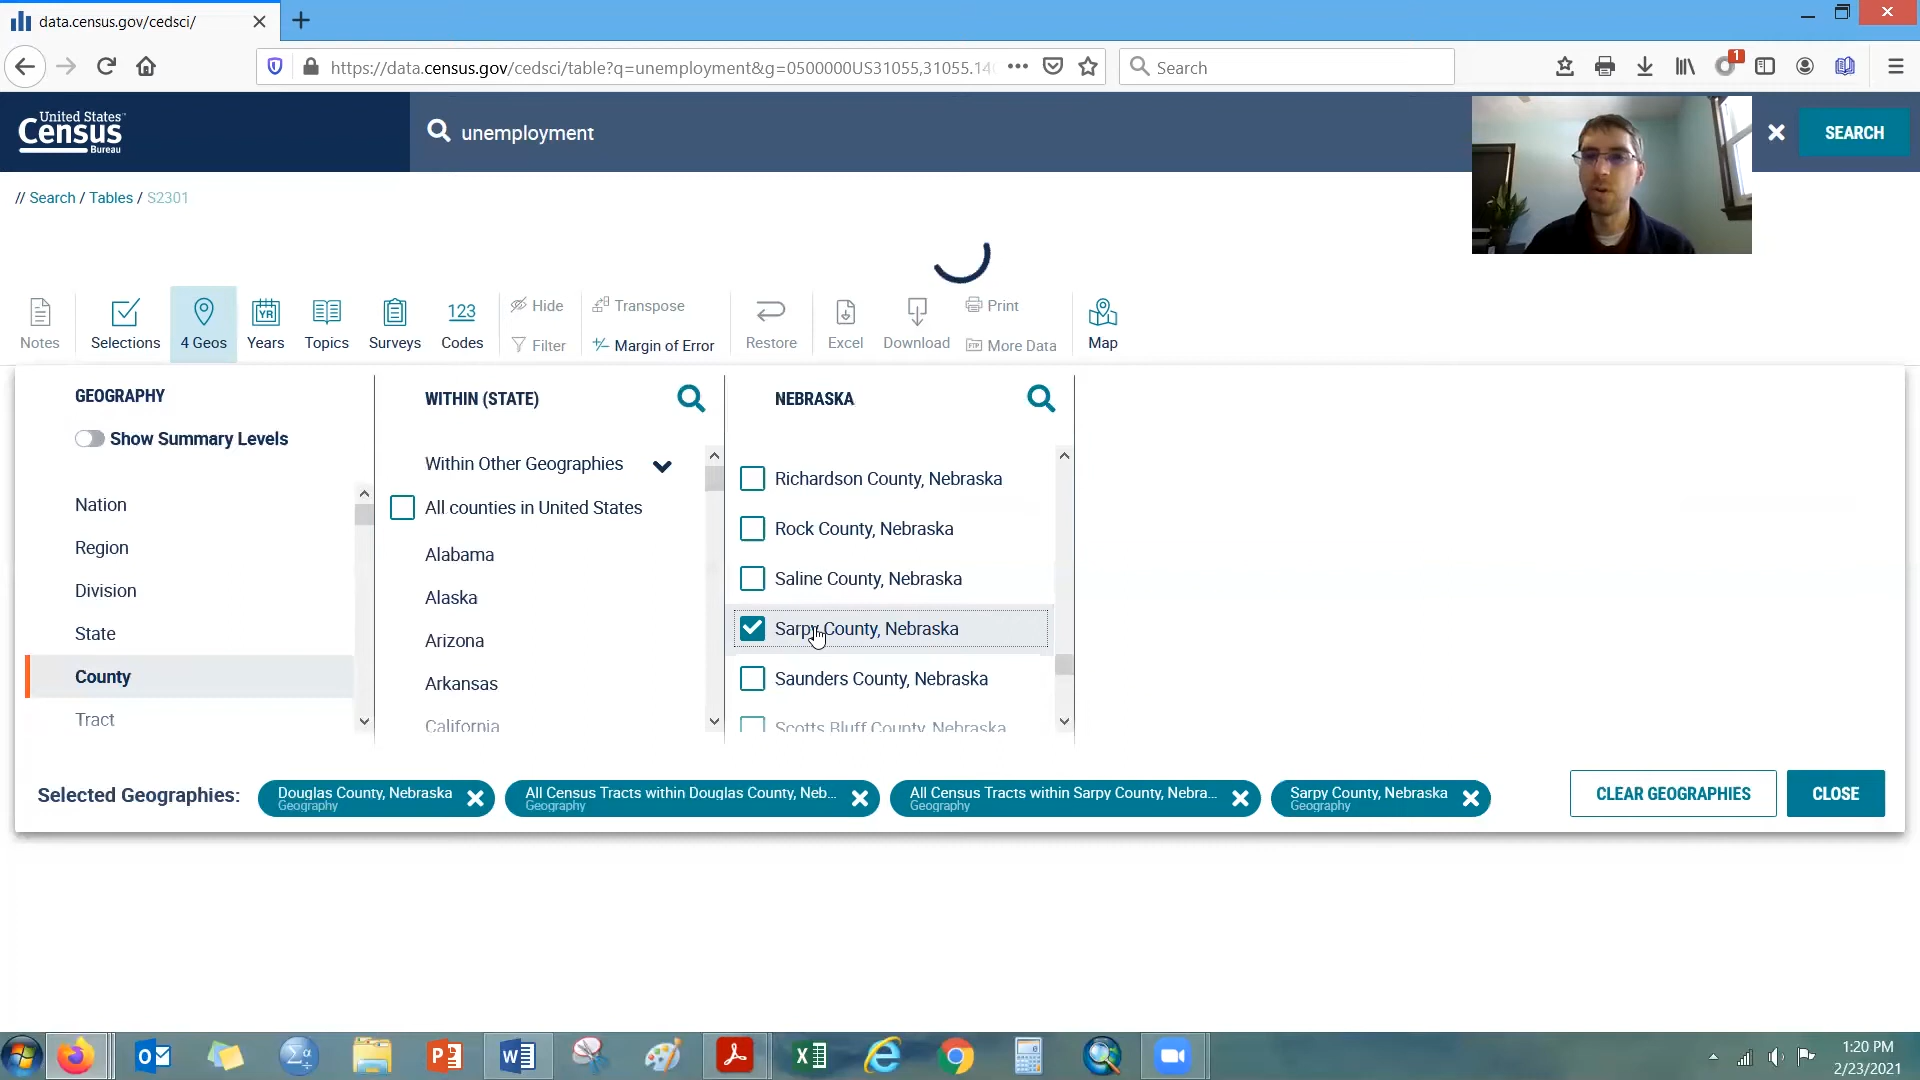 data.census.gov/cedsci/
https://data.census.gov/cedsci/table?q=unemployment&g=0500000US31055,31055.140
Search
1
United States
Census
Bureau
unemployment
SEARCH
// Search / Tables / S2301
Notes
Selections
4 Geos
YR
Years
Topics
Surveys
123
Codes
Hide
Filter
Transpose
Margin of Error
Restore
Excel
Download
Print
FTP
More Data
Map
GEOGRAPHY
Show Summary Levels
Nation
Region
Division
State
County
Tract
WITHIN (STATE)
Within Other Geographies
All counties in United States
Alabama
Alaska
Arizona
Arkansas
California
NEBRASKA
Richardson County, Nebraska
Rock County, Nebraska
Saline County, Nebraska
Sarpy County, Nebraska
Saunders County, Nebraska
Scotts Bluff County, Nebraska
Selected Geographies:
Douglas County, Nebraska
Geography
All Census Tracts within Douglas County, Neb...
Geography
All Census Tracts within Sarpy County, Nebra...
Geography
Sarpy County, Nebraska
Geography
CLEAR GEOGRAPHIES
CLOSE
1:20 PM
2/23/2021